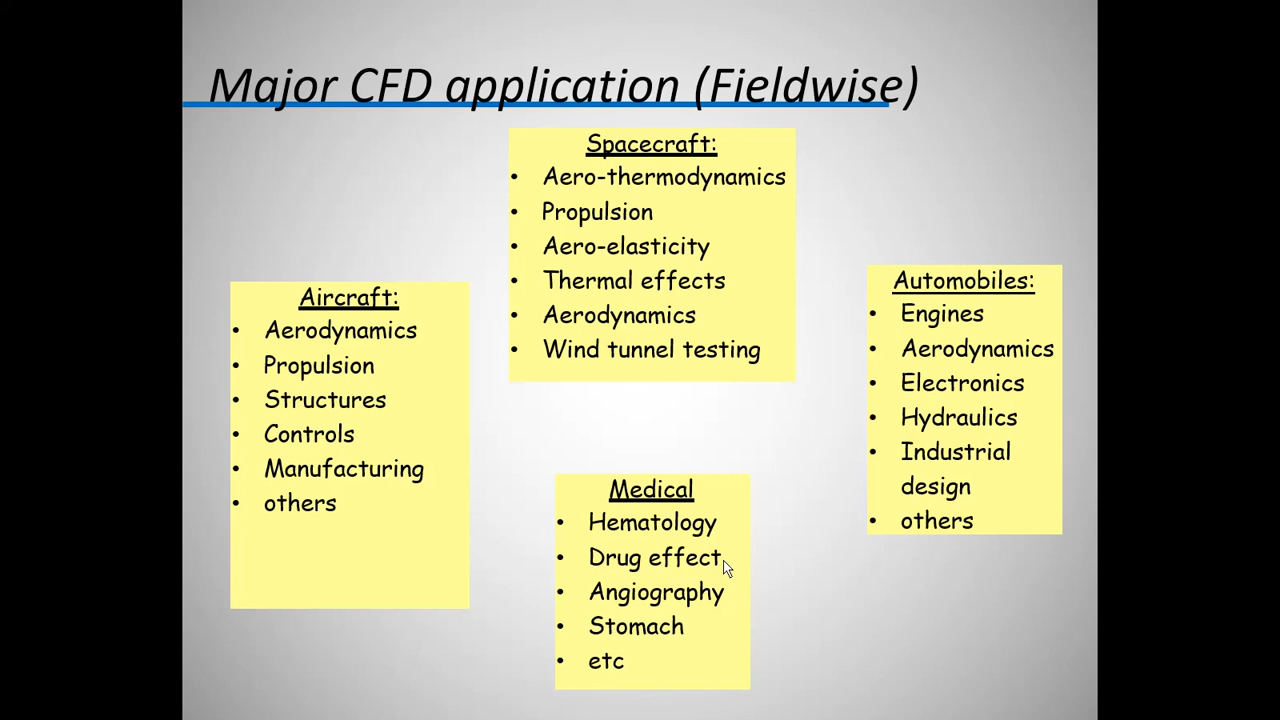 Major CFD application (Fieldwise)
Spacecraft:
• Aero-thermodynamics
• Propulsion
• Aero-elasticity
• Thermal effects
• Aerodynamics
• Wind tunnel testing
Aircraft:
• Aerodynamics
• Propulsion
• Structures
• Controls
• Manufacturing
• others
Automobiles:
• Engines
• Aerodynamics
• Electronics
• Hydraulics
• Industrial
design
• others
Medical
• Hematology
• Drug effect
• Angiography
• Stomach
• etc